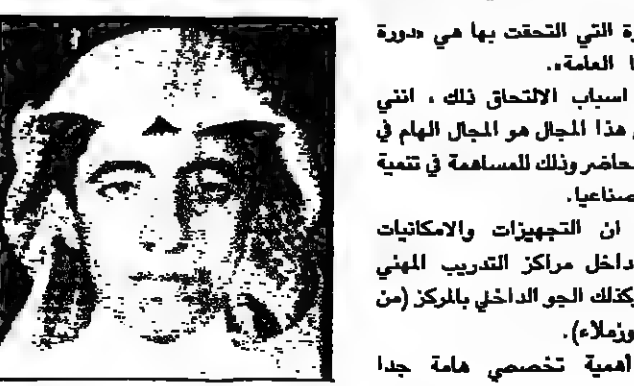 رة التي التحقت بها هي «دورة
ا العامة».
اسباب الالتحاق ذلك ، انني
هذا المجال هو المجال الهام في
حاضر وذلك للمساهمة في تنمية
صناعيا.
ان التجهيزات والامكانيات
داخل مراكز التدريب المهني
كذلك الجو الداخلي بالمركز (من
وزملاء).
أهمية تخصصي هامة جدا